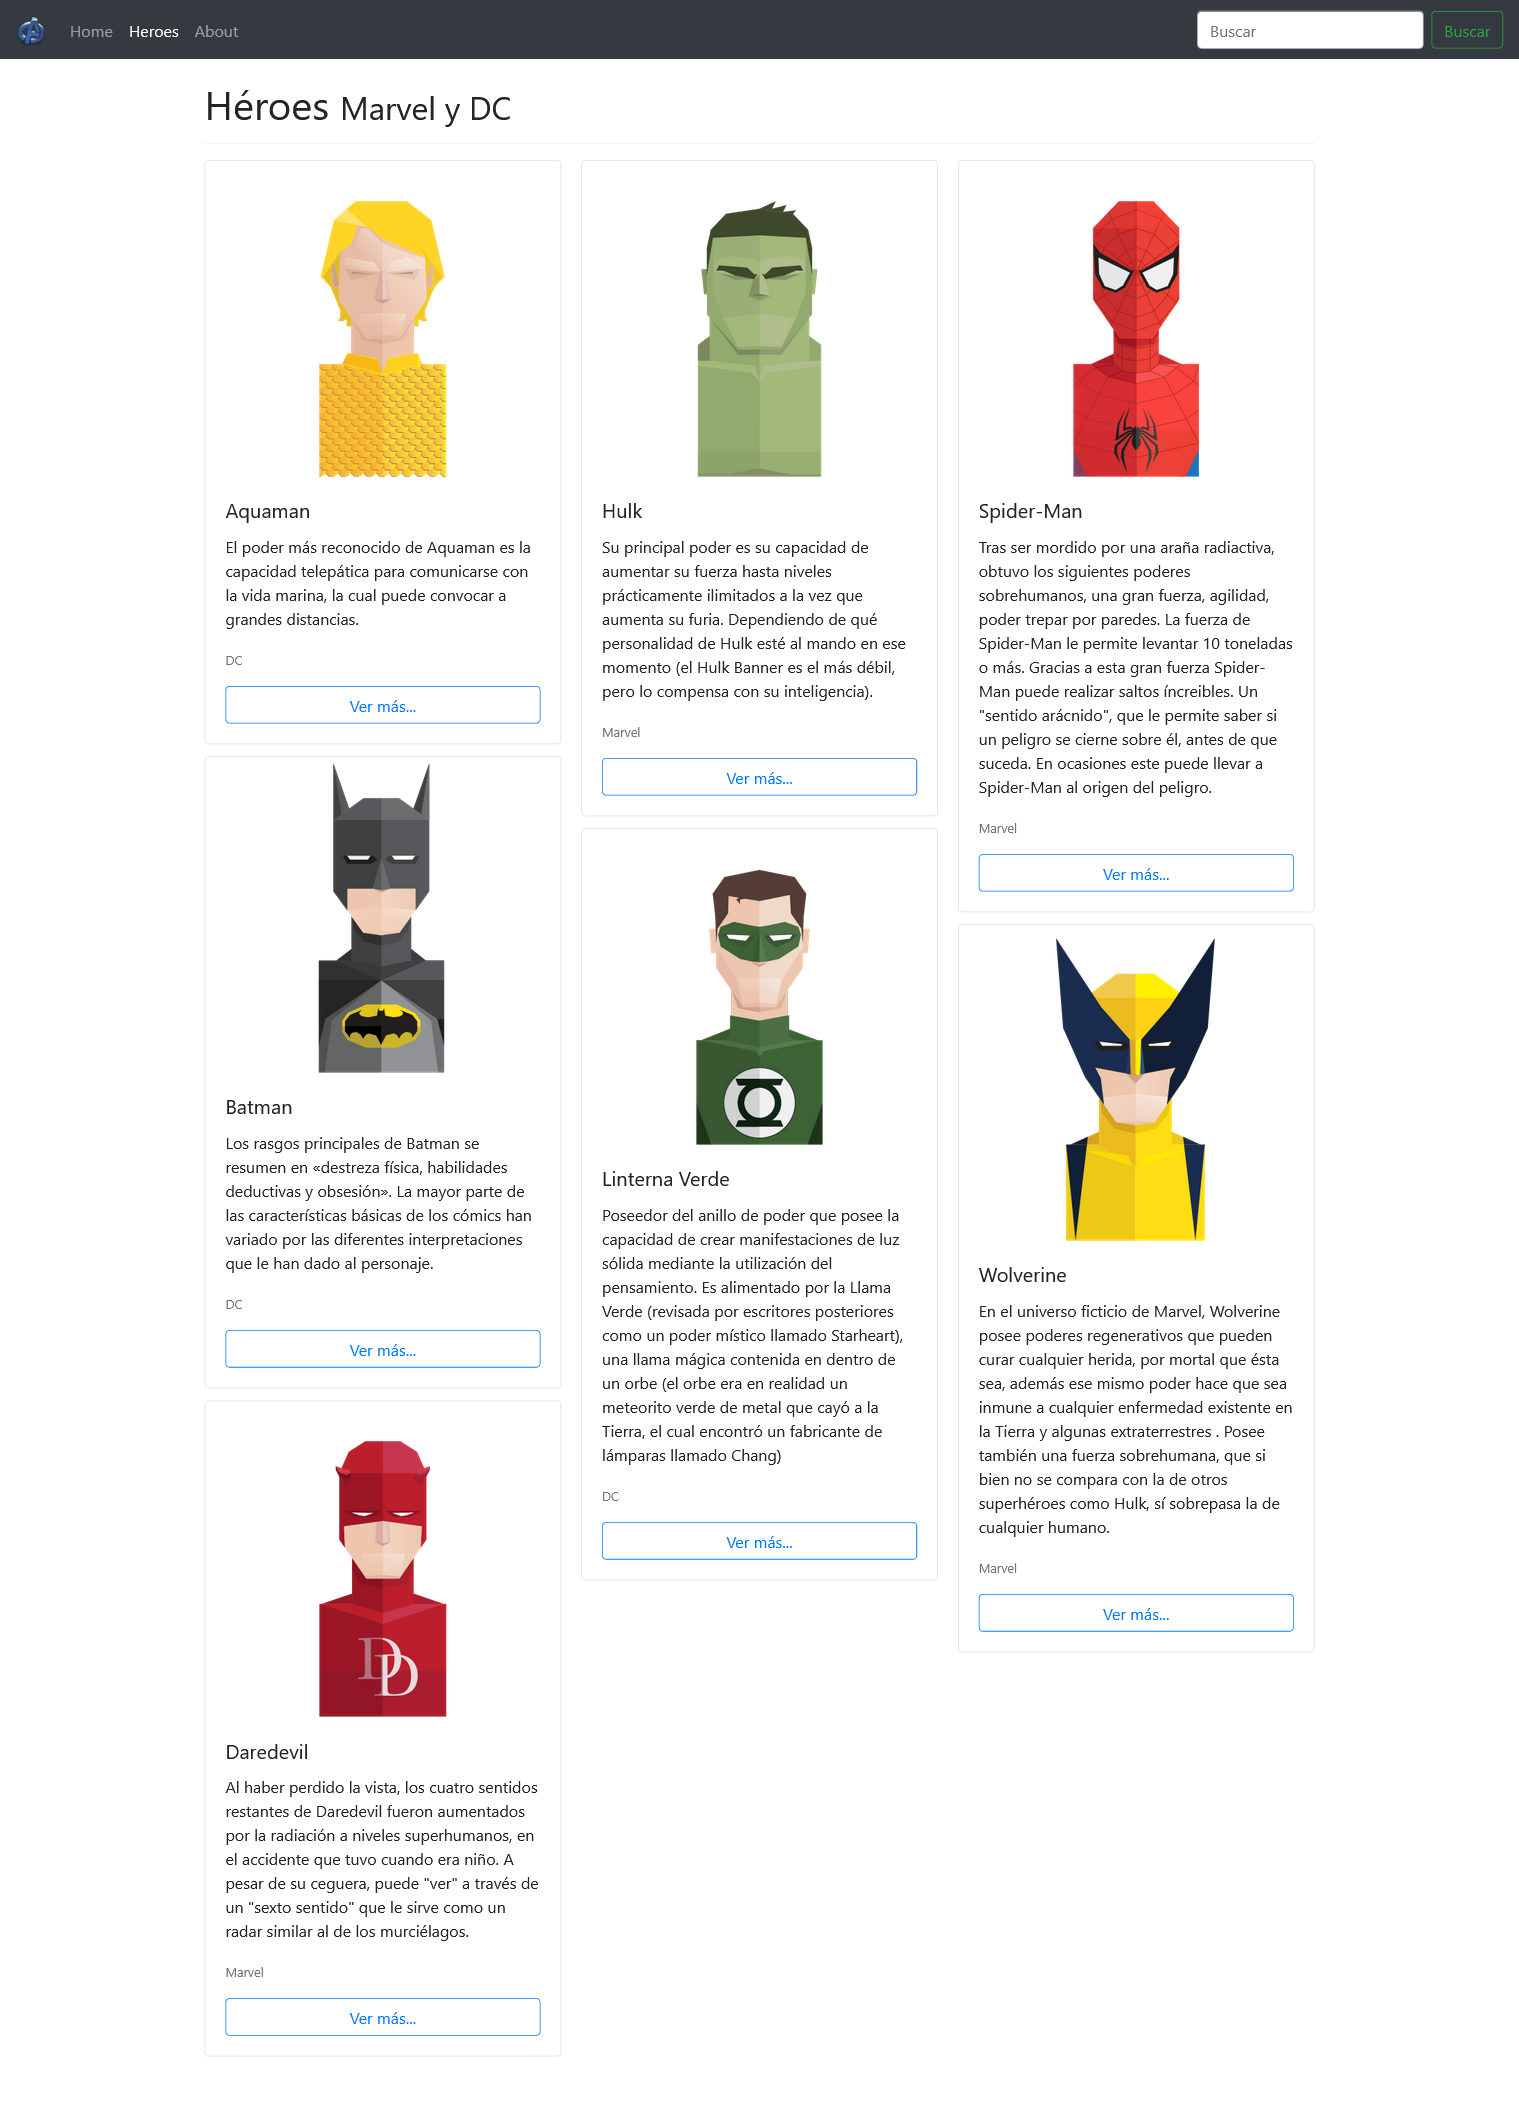 Home Heroes About Buscar Buscar
Héroes Marvel y DC
Aquaman
El poder más reconocido de Aquaman es la
capacidad telepática para comunicarse con
la vida marina, la cual puede convocar a
grandes distancias.
DC
Ver más...
Batman
Los rasgos principales de Batman se
resumen en «destreza física, habilidades
deductivas y obsesión». La mayor parte de
las características básicas de los cómics han
variado por las diferentes interpretaciones
que le han dado al personaje.
DC
Ver más...
DD
Daredevil
Al haber perdido la vista, los cuatro sentidos
restantes de Daredevil fueron aumentados
por la radiación a niveles superhumanos, en
el accidente que tuvo cuando era niño. A
pesar de su ceguera, puede "ver" a través de
un "sexto sentido" que le sirve como un
radar similar al de los murciélagos.
Marvel
Ver más...
Hulk
Su principal poder es su capacidad de
aumentar su fuerza hasta niveles
prácticamente ilimitados a la vez que
aumenta su furia. Dependiendo de qué
personalidad de Hulk esté al mando en ese
momento (el Hulk Banner es el más débil,
pero lo compensa con su inteligencia).
Marvel
Ver más...
Linterna Verde
Poseedor del anillo de poder que posee la
capacidad de crear manifestaciones de luz
sólida mediante la utilización del
pensamiento. Es alimentado por la Llama
Verde (revisada por escritores posteriores
como un poder místico llamado Starheart),
una llama mágica contenida en dentro de
un orbe (el orbe era en realidad un
meteorito verde de metal que cayó a la
Tierra, el cual encontró un fabricante de
lámparas llamado Chang)
DC
Ver más...
Spider-Man
Tras ser mordido por una araña radiactiva,
obtuvo los siguientes poderes
sobrehumanos, una gran fuerza, agilidad,
poder trepar por paredes. La fuerza de
Spider-Man le permite levantar 10 toneladas
o más. Gracias a esta gran fuerza Spider-
Man puede realizar saltos íncreibles. Un
"sentido arácnido", que le permite saber si
un peligro se cierne sobre él, antes de que
suceda. En ocasiones este puede llevar a
Spider-Man al origen del peligro.
Marvel
Ver más...
Wolverine
En el universo ficticio de Marvel, Wolverine
posee poderes regenerativos que pueden
curar cualquier herida, por mortal que ésta
sea, además ese mismo poder hace que sea
inmune a cualquier enfermedad existente en
la Tierra y algunas extraterrestres . Posee
también una fuerza sobrehumana, que si
bien no se compara con la de otros
superhéroes como Hulk, sí sobrepasa la de
cualquier humano.
Marvel
Ver más...